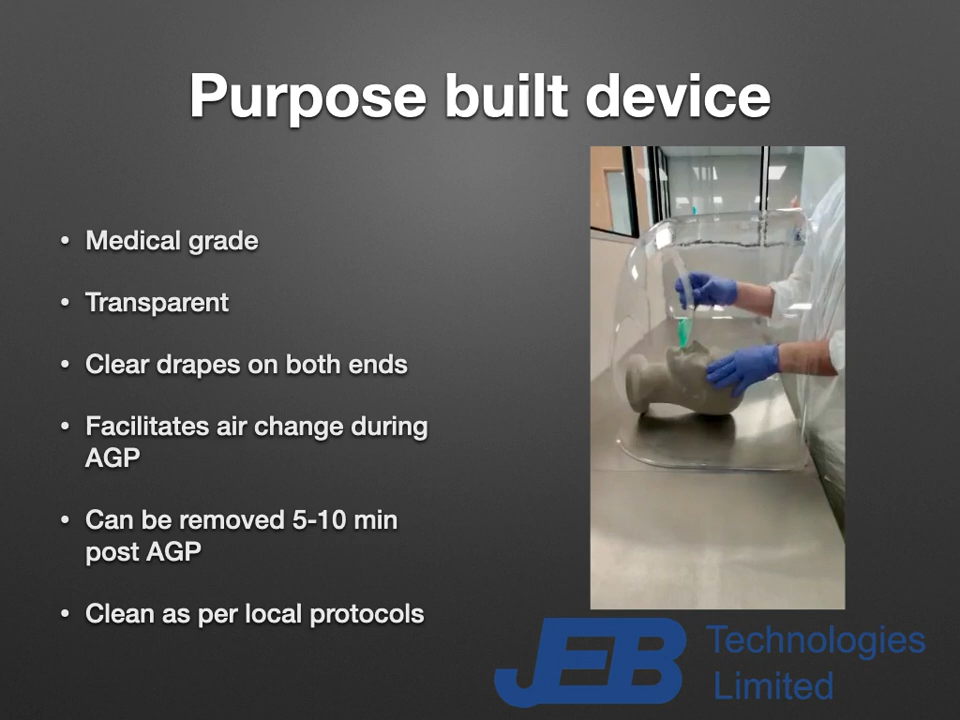 Purpose built device
• Medical grade
• Transparent
• Clear drapes on both ends
• Facilitates air change during
AGP
• Can be removed 5-10 min
post AGP
• Clean as per local protocols
JEB Technologies
Limited